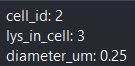 cell_id: 2
lys_in_cell: 3
diameter_um: 0.25